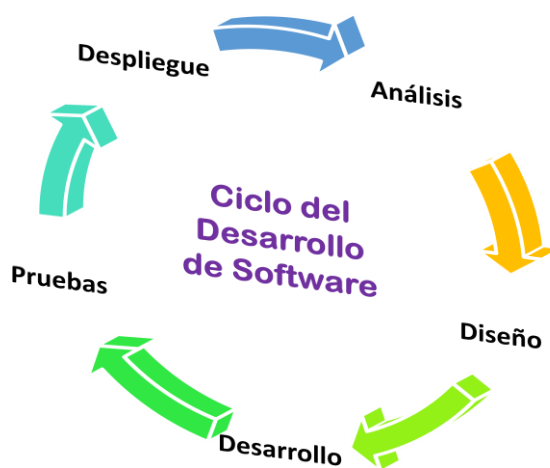 Despliegue
Análisis
Ciclo del
Desarrollo
de Software
Pruebas
Diseño
Desarrollo